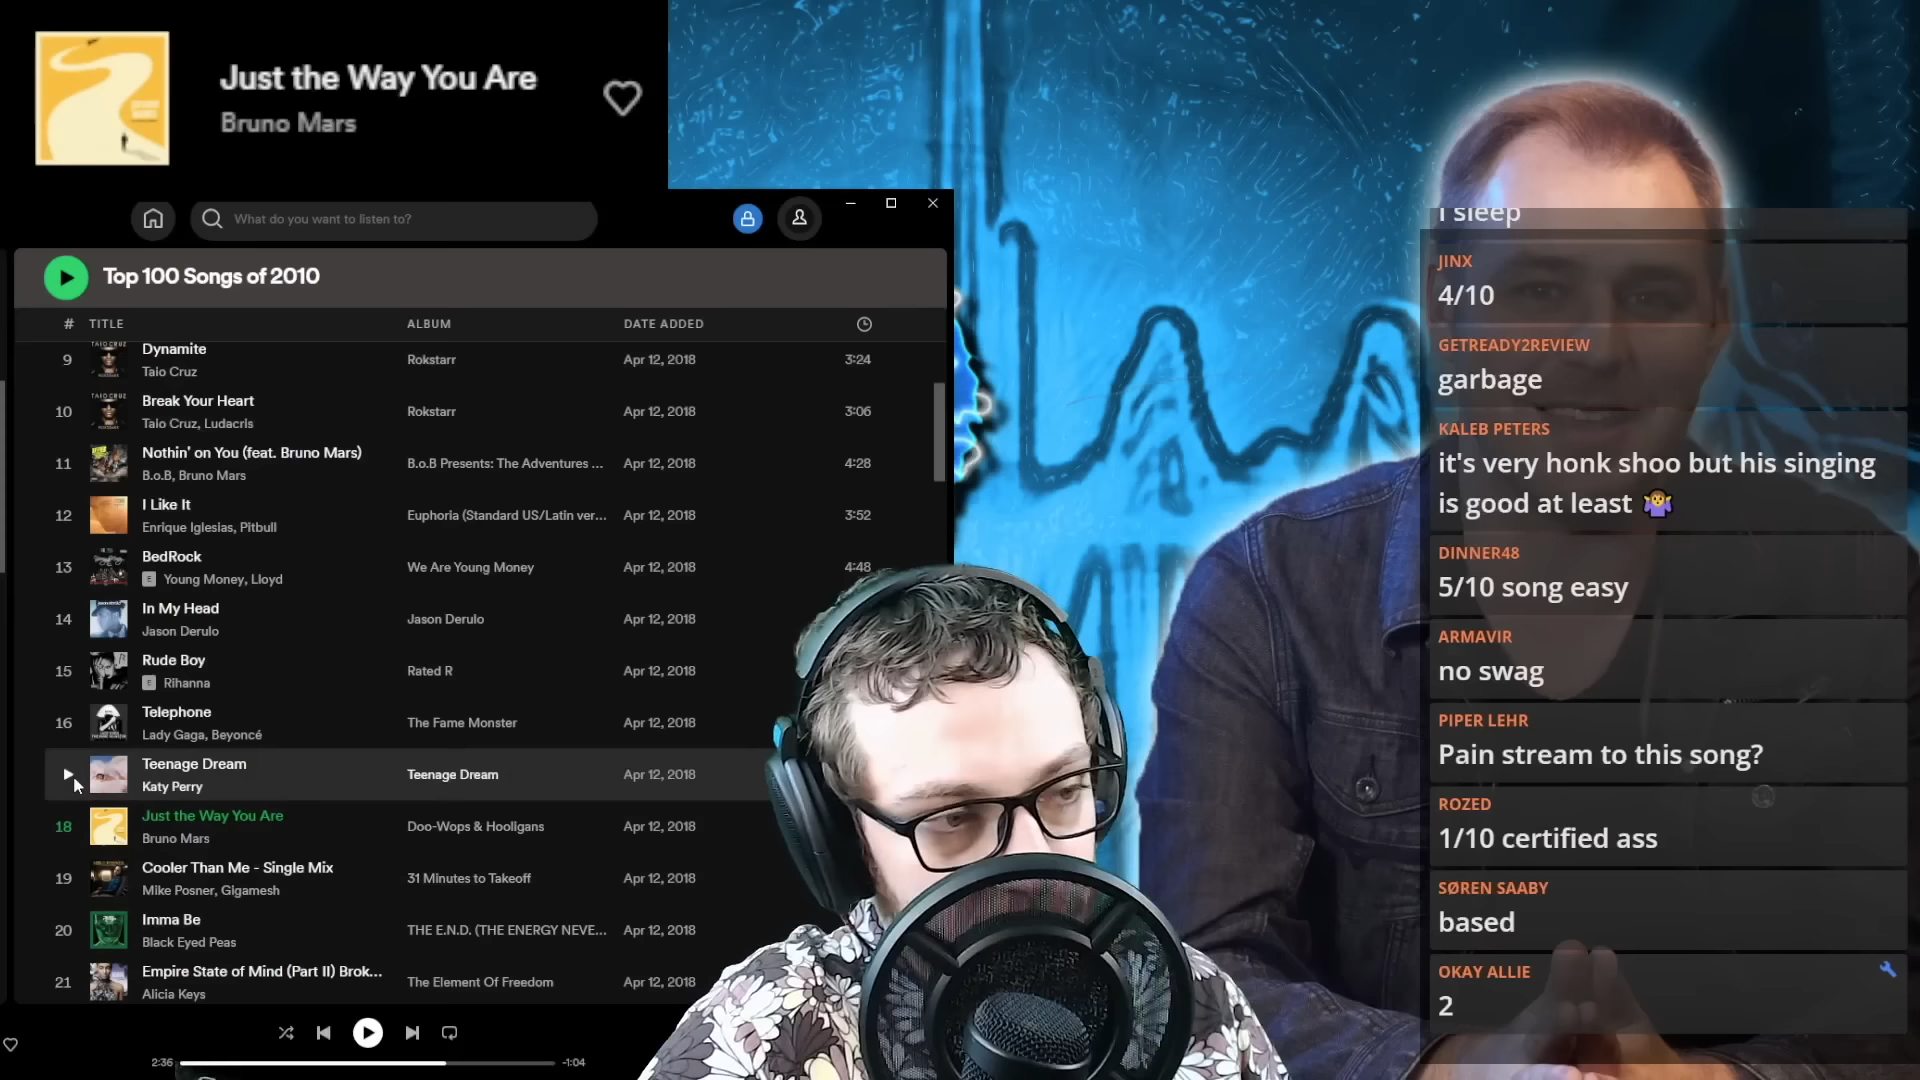 Just the Way You Are
Bruno Mars
What do you want to listen to?
Top 100 Songs of 2010
# TITLE ALBUM DATE ADDED
9 Dynamite Rokstarr Apr 12, 2018 3:24
Taio Cruz
10 Break Your Heart Rokstarr Apr 12, 2018 3:06
Taio Cruz, Ludacris
11 Nothin' on You (feat. Bruno Mars) B.o.B Presents: The Adventures ... Apr 12, 2018 4:28
B.o.B, Bruno Mars
12 I Like It Euphoria (Standard US/Latin ver... Apr 12, 2018 3:52
Enrique Iglesias, Pitbull
13 BedRock We Are Young Money Apr 12, 2018 4:48
E Young Money, Lloyd
14 In My Head Jason Derulo Apr 12, 2018
Jason Derulo
15 Rude Boy Rated R Apr 12, 2018
E Rihanna
16 Telephone The Fame Monster Apr 12, 2018
Lady Gaga, Beyoncé
Teenage Dream Teenage Dream Apr 12, 2018
Katy Perry
18 Just the Way You Are Doo-Wops & Hooligans Apr 12, 2018
Bruno Mars
19 Cooler Than Me - Single Mix 31 Minutes to Takeoff Apr 12, 2018
Mike Posner, Gigamesh
20 Imma Be THE E.N.D. (THE ENERGY NEVE... Apr 12, 2018
Black Eyed Peas
21 Empire State of Mind (Part II) Brok... The Element Of Freedom Apr 12, 2018
Alicia Keys
2:36 -1:04
I sleep
JINX
4/10
GETREADY2REVIEW
garbage
KALEB PETERS
it's very honk shoo but his singing
is good at least 🤷‍♀️
DINNER48
5/10 song easy
ARMAVIR
no swag
PIPER LEHR
Pain stream to this song?
ROZED
1/10 certified ass
SØREN SAABY
based
OKAY ALLIE
2